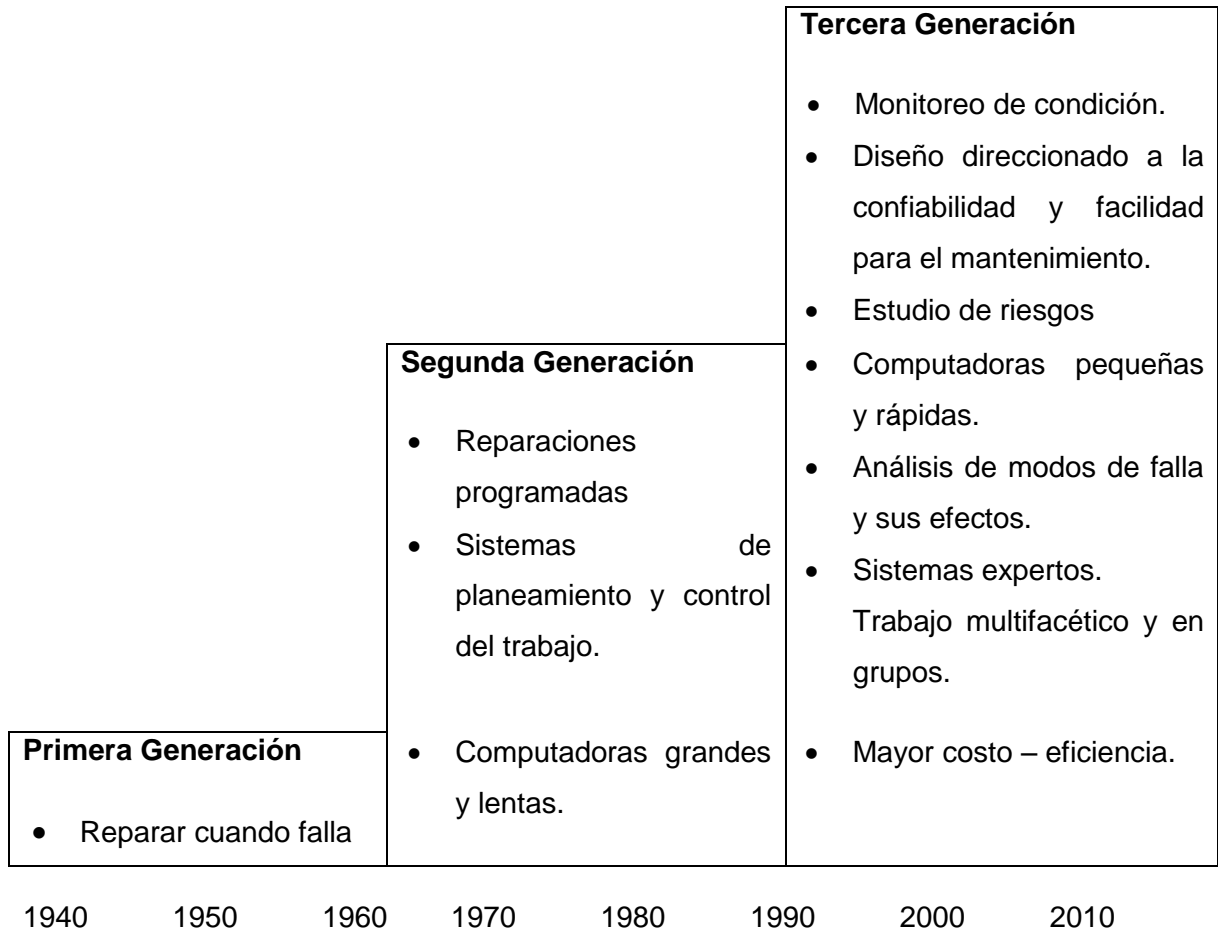 Tercera Generación
• Monitoreo de condición.
• Diseño direccionado a la
confiabilidad y facilidad
para el mantenimiento.
• Estudio de riesgos
• Computadoras pequeñas
y rápidas.
• Análisis de modos de falla
y sus efectos.
• Sistemas expertos.
Trabajo multifacético y en
grupos.
• Mayor costo – eficiencia.
Segunda Generación
• Reparaciones
programadas
• Sistemas de
planeamiento y control
del trabajo.
• Computadoras grandes
y lentas.
Primera Generación
• Reparar cuando falla
1940 1950 1960 1970 1980 1990 2000 2010